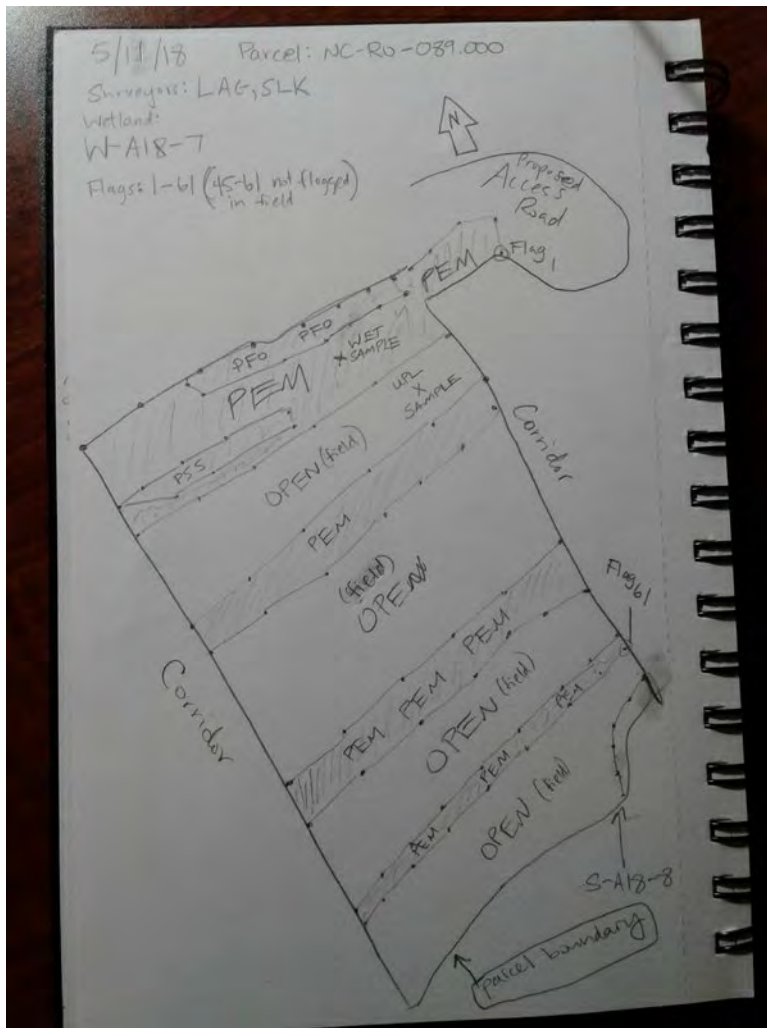 5/11/18 Parcel: NC-RO-089.000
Surveyors: LAG, SLK
Wetland:
W-A18-7
Flags: 1-61 (45-61 not flagged
in field)
N
Proposed
Access
Road
Flag 1
PEM
PFO
PFO
WET
X SAMPLE
PEM
UPL
X
SAMPLE
Corridor
PSS
OPEN (field)
PEM
(field)
OPEN
Flag 61
PEM PEM PEM PEM
Corridor
OPEN (field)
PEM PEM PEM
OPEN (field)
S-A18-8
parcel boundary